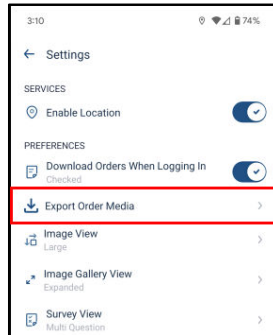 3:10
74%
Settings
SERVICES
Enable Location
PREFERENCES
Download Orders When Logging In
Checked
Export Order Media
Image View
Large
Image Gallery View
Expanded
Survey View
Multi Question